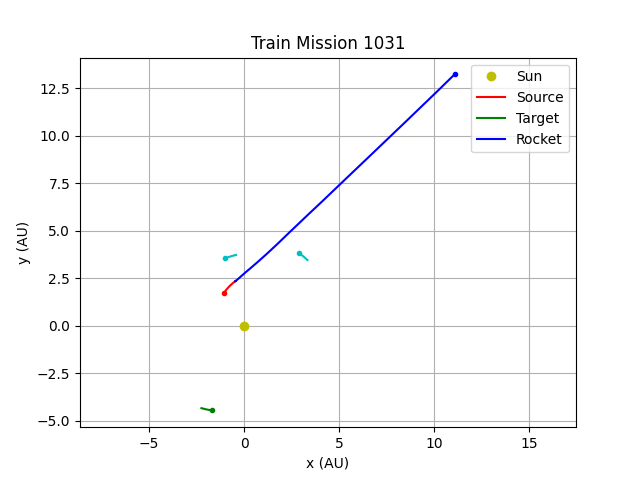 Train Mission 1031
Sun
Source
Target
Rocket
12.5
10.0
7.5
5.0
2.5
0.0
−2.5
−5.0
y (AU)
−5
0
5
10
15
x (AU)